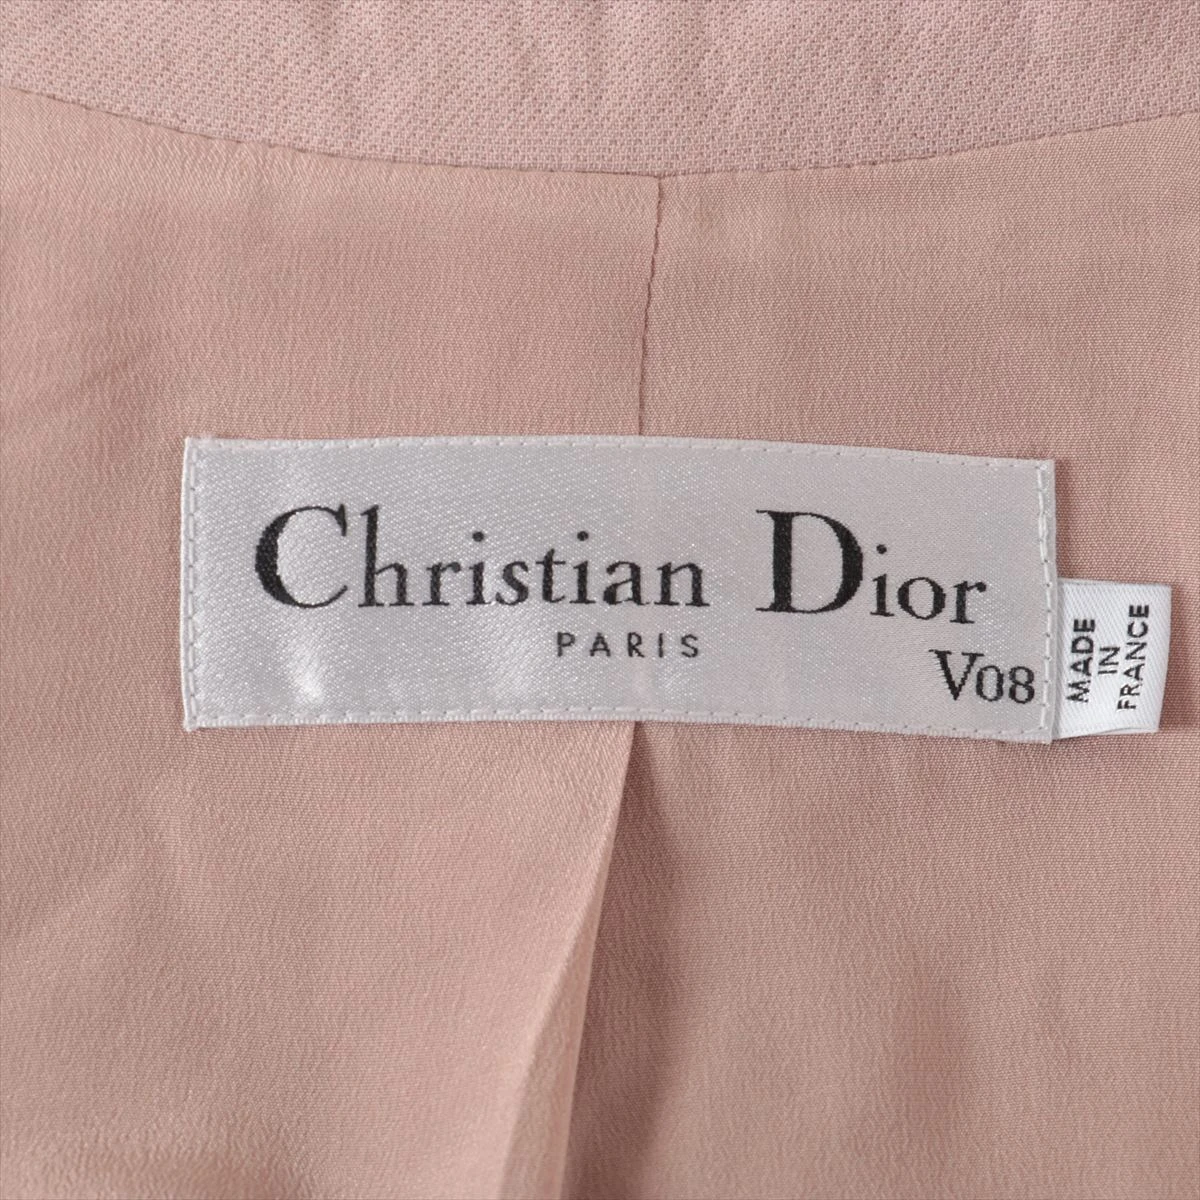 Christian Dior
PARIS
V08
MADE
IN
FRANCE